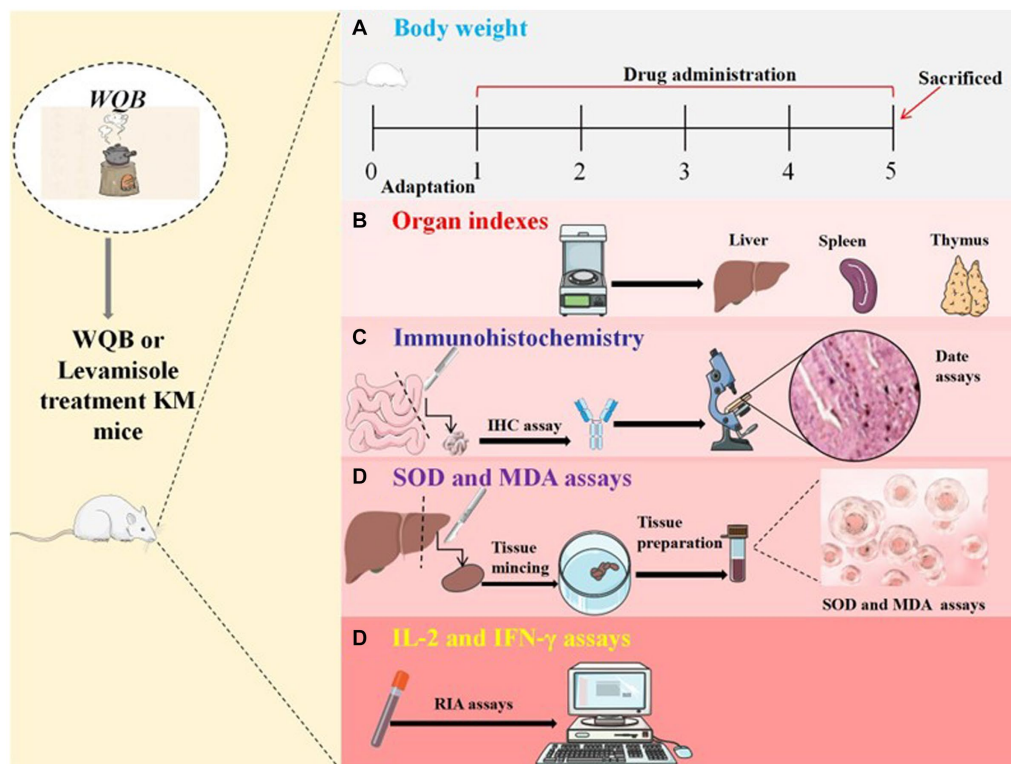 WQB
WQB or
Levamisole
treatment KM
mice
A Body weight
Drug administration
Sacrificed
0 1 2 3 4 5
Adaptation
B Organ indexes
Liver Spleen Thymus
C Immunohistochemistry
IHC assay
Date
assays
D SOD and MDA assays
Tissue
mincing
Tissue
preparation
SOD and MDA assays
D IL-2 and IFN-γ assays
RIA assays